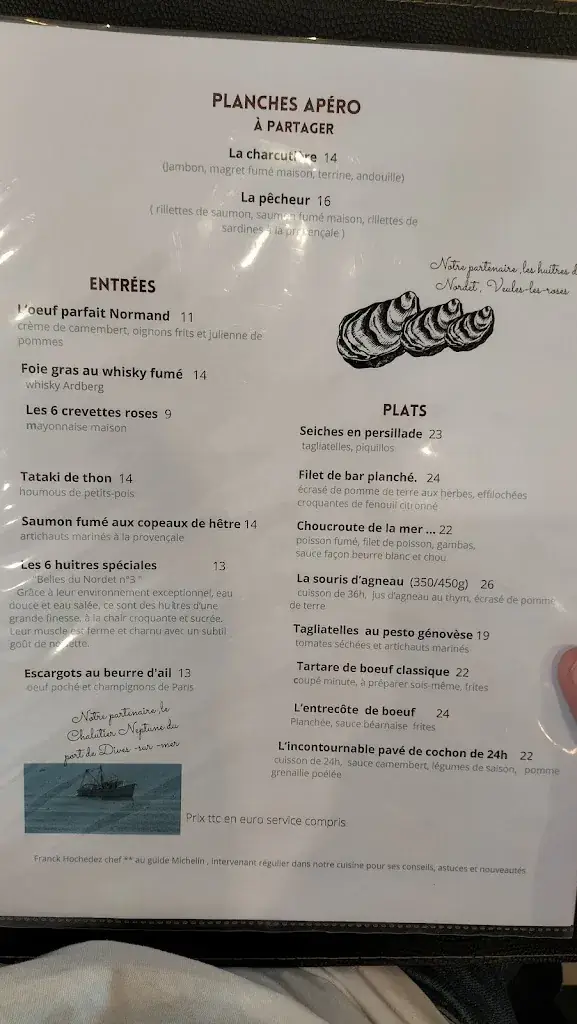 PLANCHES APÉRO
À PARTAGER
La charcutière 14
(Jambon, magret fumé maison, terrine, andouille)
La pêcheur 16
( rillettes de saumon, saumon fumé maison, rillettes de
sardines à la provençale )
Notre partenaire ,les huîtres d
Nordet , Veules-les-roses
ENTRÉES
L'oeuf parfait Normand 11
crème de camembert, oignons frits et julienne de
pommes
Foie gras au whisky fumé 14
whisky Ardberg
Les 6 crevettes roses 9
mayonnaise maison
Tataki de thon 14
houmous de petits-pois
Saumon fumé aux copeaux de hêtre 14
artichauts marinés à la provençale
Les 6 huitres spéciales 13
"Belles du Nordet n°3 "
Grâce à leur environnement exceptionnel, eau
douce et eau salée, ce sont des huîtres d'une
grande finesse, à la chair croquante et sucrée.
Leur muscle est ferme et charnu avec un subtil
goût de noisette.
Escargots au beurre d'ail 13
oeuf poché et champignons de Paris
Notre partenaire ,le
Chalutier Neptune du
port de Dives -sur -mer
PLATS
Seiches en persillade 23
tagliatelles, piquillos
Filet de bar planché. 24
écrasé de pomme de terre aux herbes, effilochées
croquantes de fenouil citronné
Choucroute de la mer ... 22
poisson fumé, filet de poisson, gambas,
sauce façon beurre blanc et chou
La souris d'agneau (350/450g) 26
cuisson de 36h, jus d'agneau au thym, écrasé de pomme
de terre
Tagliatelles au pesto génovèse 19
tomates séchées et artichauts marinés
Tartare de boeuf classique 22
coupé minute, à préparer sois-même, frites
L'entrecôte de boeuf 24
Planchée, sauce béarnaise frites
L'incontournable pavé de cochon de 24h 22
cuisson de 24h, sauce camembert, légumes de saison, pomme
grenaille poêlée
Prix ttc en euro service compris
Franck Hochedez chef ** au guide Michelin , intervenant régulier dans notre cuisine pour ses conseils, astuces et nouveautés